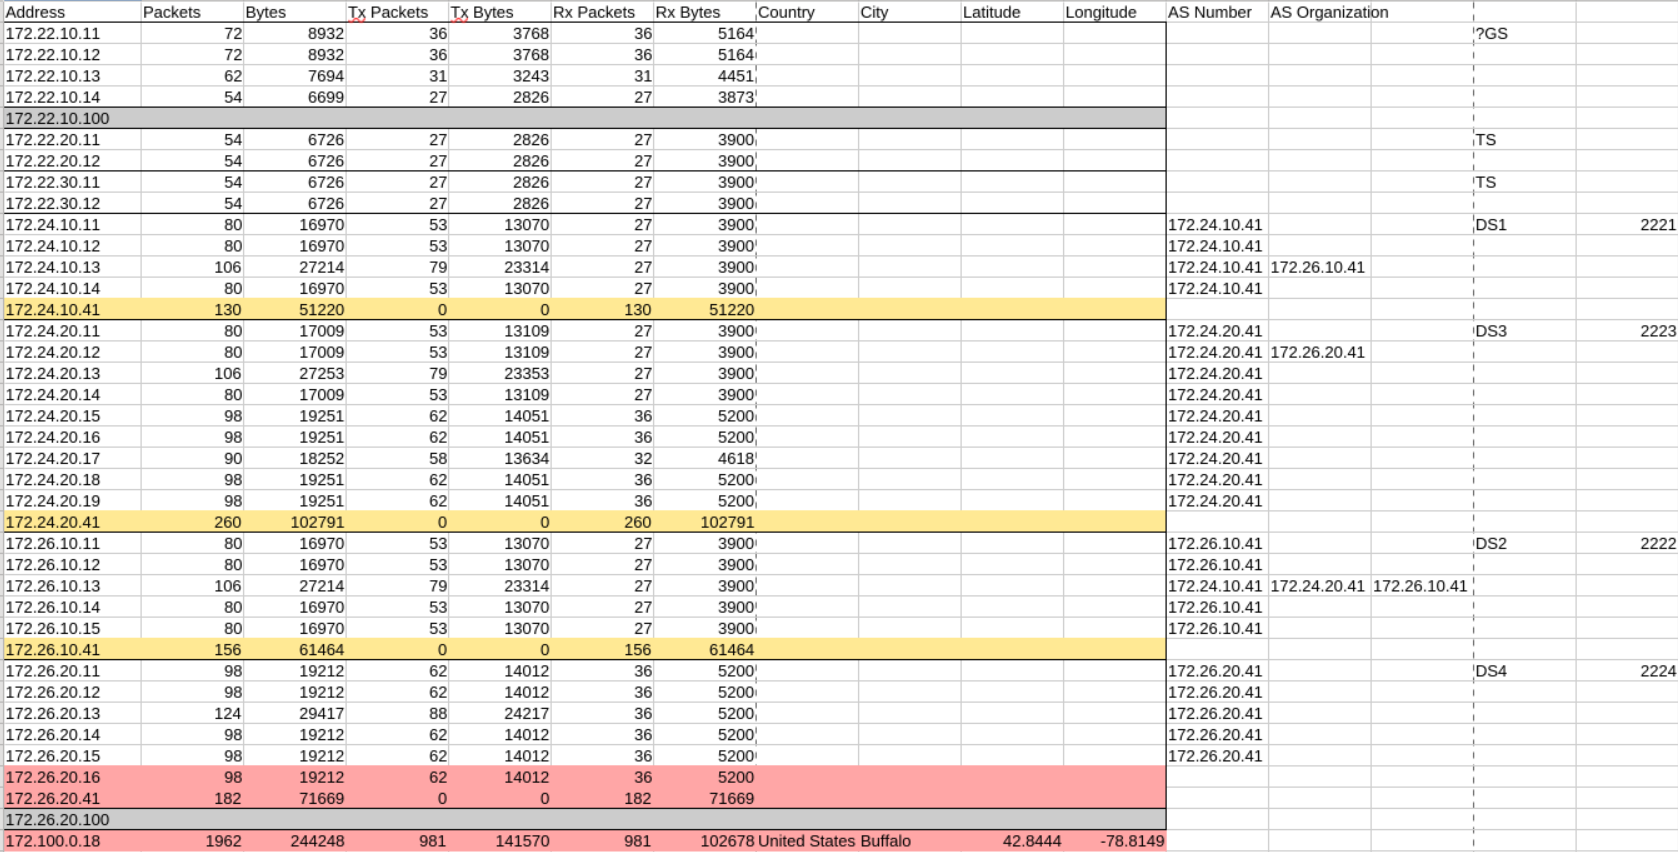 Address Packets Bytes Tx Packets Tx Bytes Rx Packets Rx Bytes Country City Latitude Longitude AS Number AS Organization
172.22.10.11 72 8932 36 3768 36 5164 ?GS
172.22.10.12 72 8932 36 3768 36 5164
172.22.10.13 62 7694 31 3243 31 4451
172.22.10.14 54 6699 27 2826 27 3873
172.22.10.100
172.22.20.11 54 6726 27 2826 27 3900 TS
172.22.20.12 54 6726 27 2826 27 3900
172.22.30.11 54 6726 27 2826 27 3900 TS
172.22.30.12 54 6726 27 2826 27 3900
172.24.10.11 80 16970 53 13070 27 3900 172.24.10.41 DS1 2221
172.24.10.12 80 16970 53 13070 27 3900 172.24.10.41
172.24.10.13 106 27214 79 23314 27 3900 172.24.10.41 172.26.10.41
172.24.10.14 80 16970 53 13070 27 3900 172.24.10.41
172.24.10.41 130 51220 0 0 130 51220
172.24.20.11 80 17009 53 13109 27 3900 172.24.20.41 DS3 2223
172.24.20.12 80 17009 53 13109 27 3900 172.24.20.41 172.26.20.41
172.24.20.13 106 27253 79 23353 27 3900 172.24.20.41
172.24.20.14 80 17009 53 13109 27 3900 172.24.20.41
172.24.20.15 98 19251 62 14051 36 5200 172.24.20.41
172.24.20.16 98 19251 62 14051 36 5200 172.24.20.41
172.24.20.17 90 18252 58 13634 32 4618 172.24.20.41
172.24.20.18 98 19251 62 14051 36 5200 172.24.20.41
172.24.20.19 98 19251 62 14051 36 5200 172.24.20.41
172.24.20.41 260 102791 0 0 260 102791
172.26.10.11 80 16970 53 13070 27 3900 172.26.10.41 DS2 2222
172.26.10.12 80 16970 53 13070 27 3900 172.26.10.41
172.26.10.13 106 27214 79 23314 27 3900 172.24.10.41 172.24.20.41 172.26.10.41
172.26.10.14 80 16970 53 13070 27 3900 172.26.10.41
172.26.10.15 80 16970 53 13070 27 3900 172.26.10.41
172.26.10.41 156 61464 0 0 156 61464
172.26.20.11 98 19212 62 14012 36 5200 172.26.20.41 DS4 2224
172.26.20.12 98 19212 62 14012 36 5200 172.26.20.41
172.26.20.13 124 29417 88 24217 36 5200 172.26.20.41
172.26.20.14 98 19212 62 14012 36 5200 172.26.20.41
172.26.20.15 98 19212 62 14012 36 5200 172.26.20.41
172.26.20.16 98 19212 62 14012 36 5200
172.26.20.41 182 71669 0 0 182 71669
172.26.20.100
172.100.0.18 1962 244248 981 141570 981 102678 United States Buffalo 42.8444 -78.8149